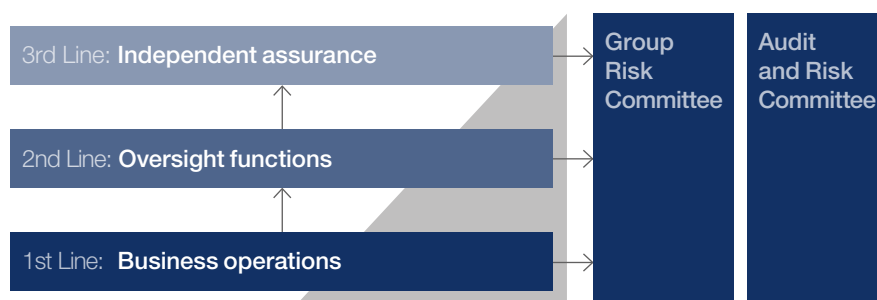 3rd Line: Independent assurance
2nd Line: Oversight functions
1st Line: Business operations
Group
Risk
Committee
Audit
and Risk
Committee